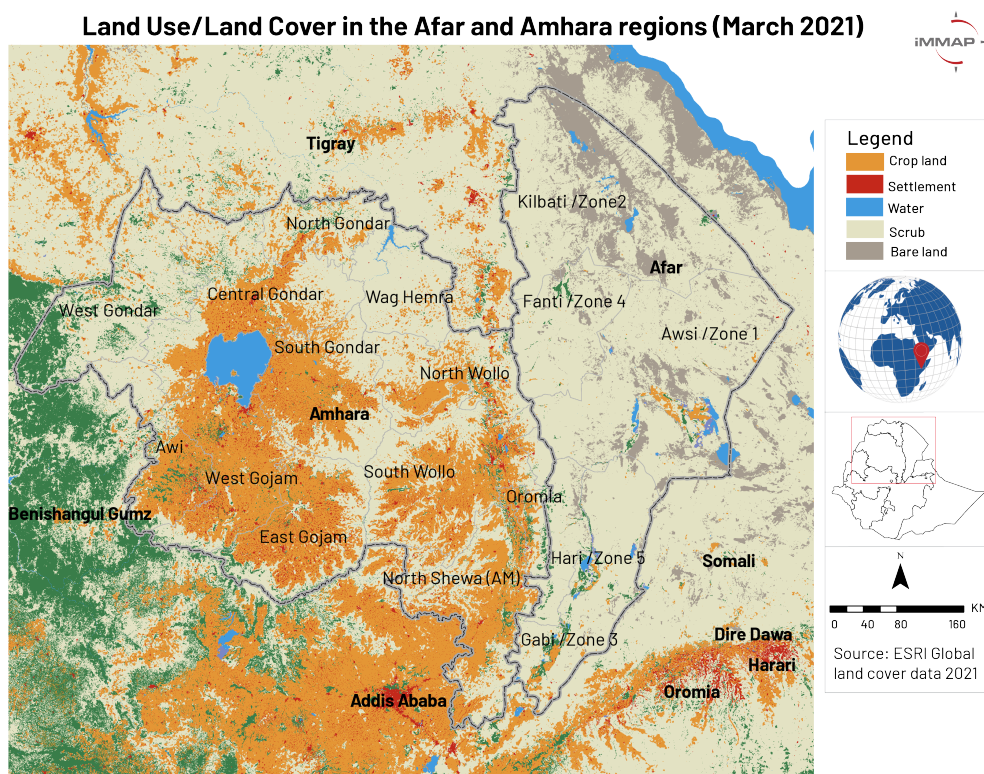 Land Use/Land Cover in the Afar and Amhara regions (March 2021)
iMMAP
Legend
Crop land
Settlement
Water
Scrub
Bare land
Tigray
Kilbati /Zone2
North Gondar
Afar
Central Gondar
Wag Hemra
Fanti /Zone 4
West Gondar
Awsi /Zone 1
South Gondar
North Wollo
Amhara
Awi
South Wollo
West Gojam
Oromia
Benishangul Gumz
East Gojam
Hari /Zone 5
Somali
North Shewa (AM)
Gabi /Zone 3
Dire Dawa
Harari
Oromia
Addis Ababa
N
KM
0 40 80 160
Source: ESRI Global
land cover data 2021